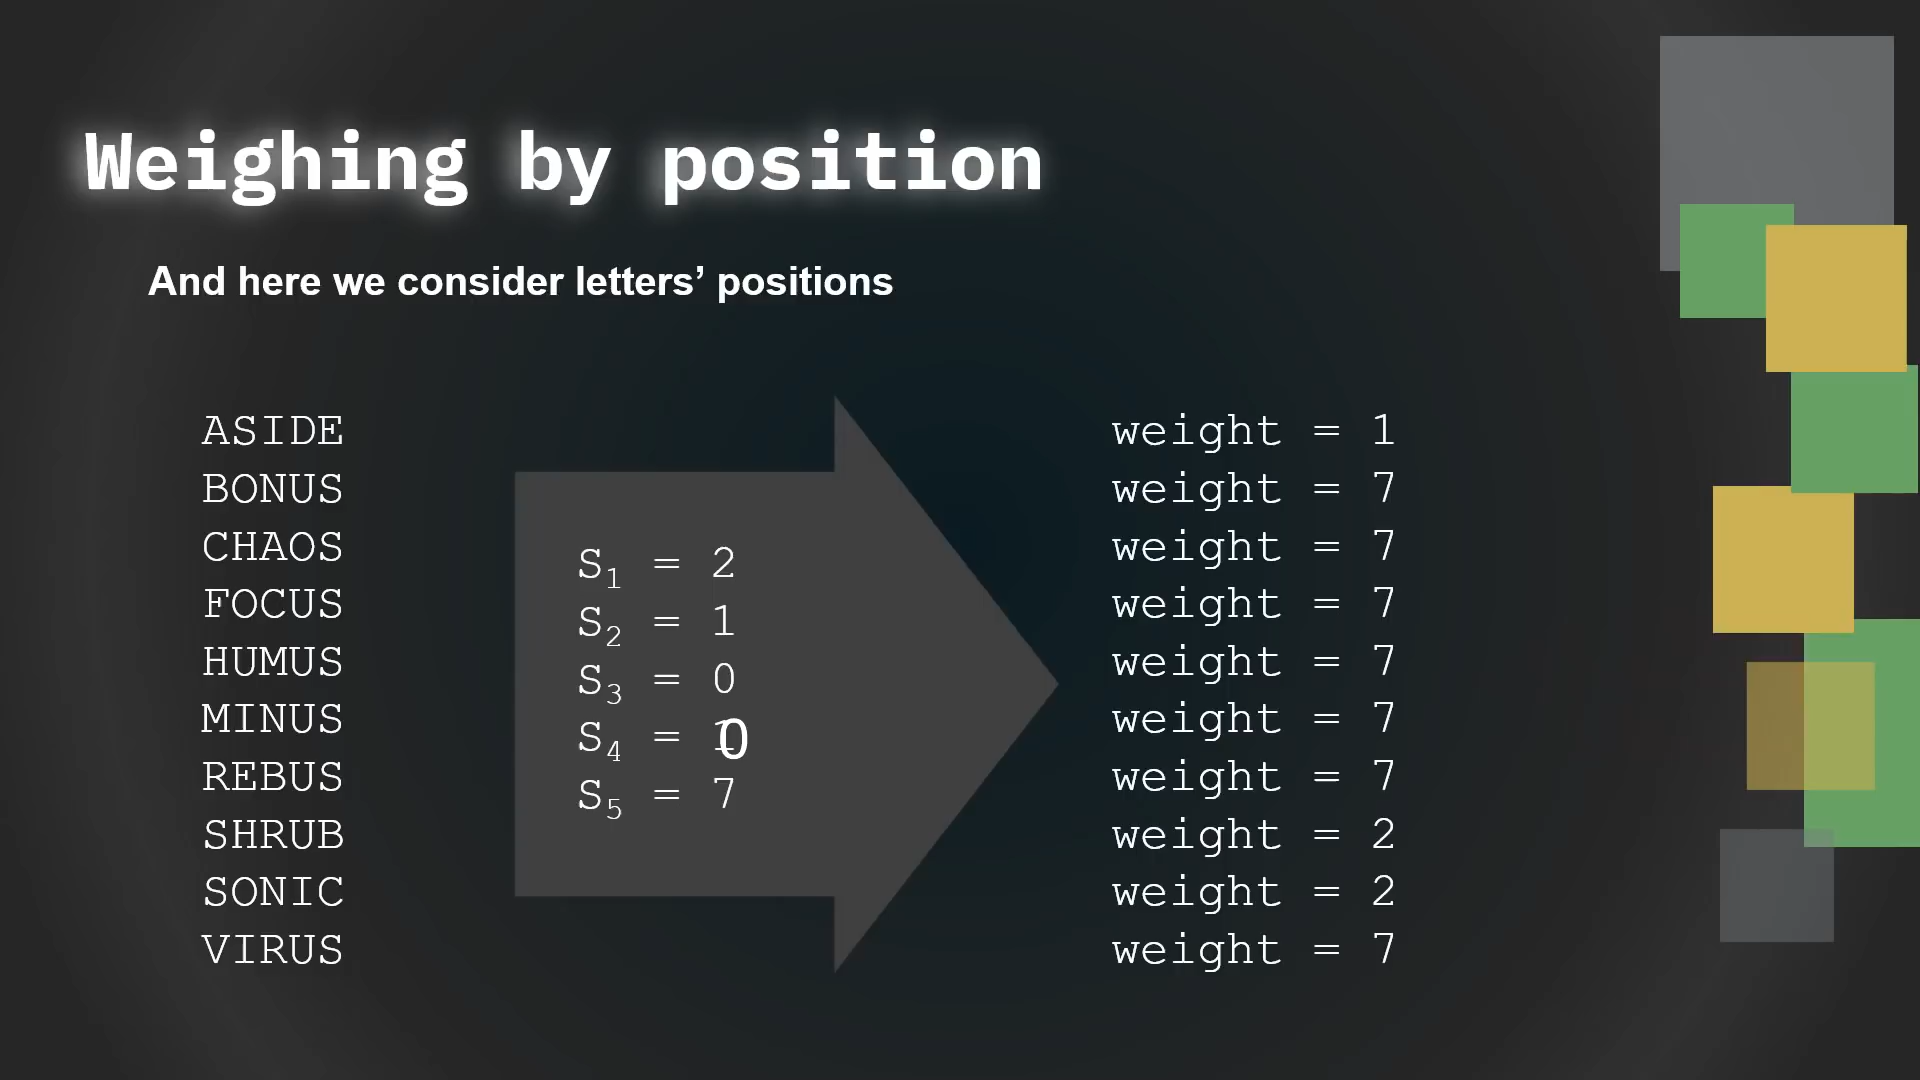 Weighing by position
And here we consider letters’ positions
ASIDE
BONUS
CHAOS
FOCUS
HUMUS
MINUS
REBUS
SHRUB
SONIC
VIRUS
S1 = 2
S2 = 1
S3 = 0
S4 = 0
S5 = 7
weight = 1
weight = 7
weight = 7
weight = 7
weight = 7
weight = 7
weight = 7
weight = 2
weight = 2
weight = 7